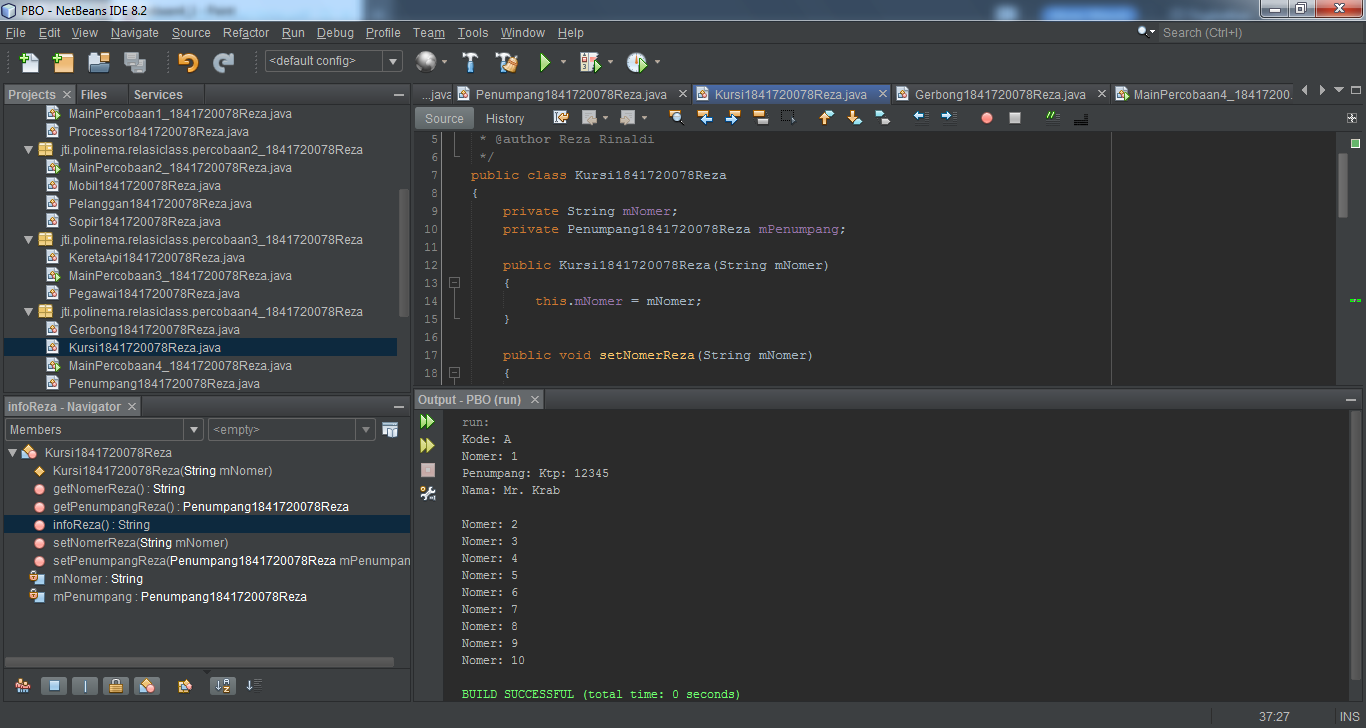 PBO - NetBeans IDE 8.2
File Edit View Navigate Source Refactor Run Debug Profile Team Tools Window Help
Search (Ctrl+I)
<default config>
Projects Files Services
MainPercobaan1_1841720078Reza.java
Processor1841720078Reza.java
jti.polinema.relasiclass.percobaan2_1841720078Reza
MainPercobaan2_1841720078Reza.java
Mobil1841720078Reza.java
Pelanggan1841720078Reza.java
Sopir1841720078Reza.java
jti.polinema.relasiclass.percobaan3_1841720078Reza
KeretaApi1841720078Reza.java
MainPercobaan3_1841720078Reza.java
Pegawai1841720078Reza.java
jti.polinema.relasiclass.percobaan4_1841720078Reza
Gerbong1841720078Reza.java
Kursi1841720078Reza.java
MainPercobaan4_1841720078Reza.java
Penumpang1841720078Reza.java
infoReza - Navigator
Members <empty>
Kursi1841720078Reza
Kursi1841720078Reza(String mNomer)
getNomerReza() : String
getPenumpangReza() : Penumpang1841720078Reza
infoReza() : String
setNomerReza(String mNomer)
setPenumpangReza(Penumpang1841720078Reza mPenumpan
mNomer : String
mPenumpang : Penumpang1841720078Reza
...java Penumpang1841720078Reza.java Kursi1841720078Reza.java Gerbong1841720078Reza.java MainPercobaan4_18417200.
Source History
5 * @author Reza Rinaldi
6 */
7 public class Kursi1841720078Reza
8 {
9 private String mNomer;
10 private Penumpang1841720078Reza mPenumpang;
11
12 public Kursi1841720078Reza(String mNomer)
13 {
14 this.mNomer = mNomer;
15 }
16
17 public void setNomerReza(String mNomer)
18 {
Output - PBO (run)
run:
Kode: A
Nomer: 1
Penumpang: Ktp: 12345
Nama: Mr. Krab
Nomer: 2
Nomer: 3
Nomer: 4
Nomer: 5
Nomer: 6
Nomer: 7
Nomer: 8
Nomer: 9
Nomer: 10
BUILD SUCCESSFUL (total time: 0 seconds)
37:27 INS